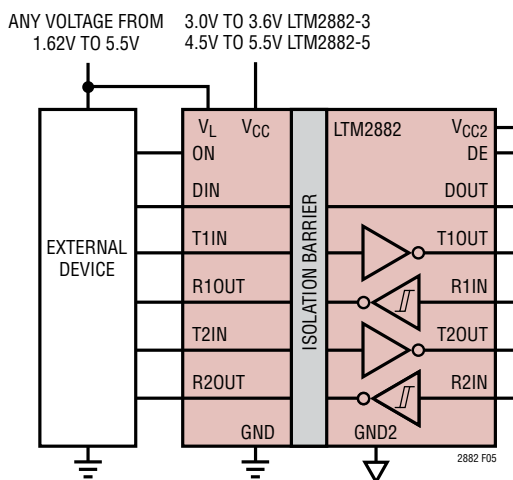 ANY VOLTAGE FROM
1.62V TO 5.5V
3.0V TO 3.6V LTM2882-3
4.5V TO 5.5V LTM2882-5
EXTERNAL
DEVICE
VL
VCC
ON
DIN
T1IN
R1OUT
T2IN
R2OUT
GND
ISOLATION BARRIER
LTM2882
VCC2
DE
DOUT
T1OUT
R1IN
T2OUT
R2IN
GND2
2882 F05